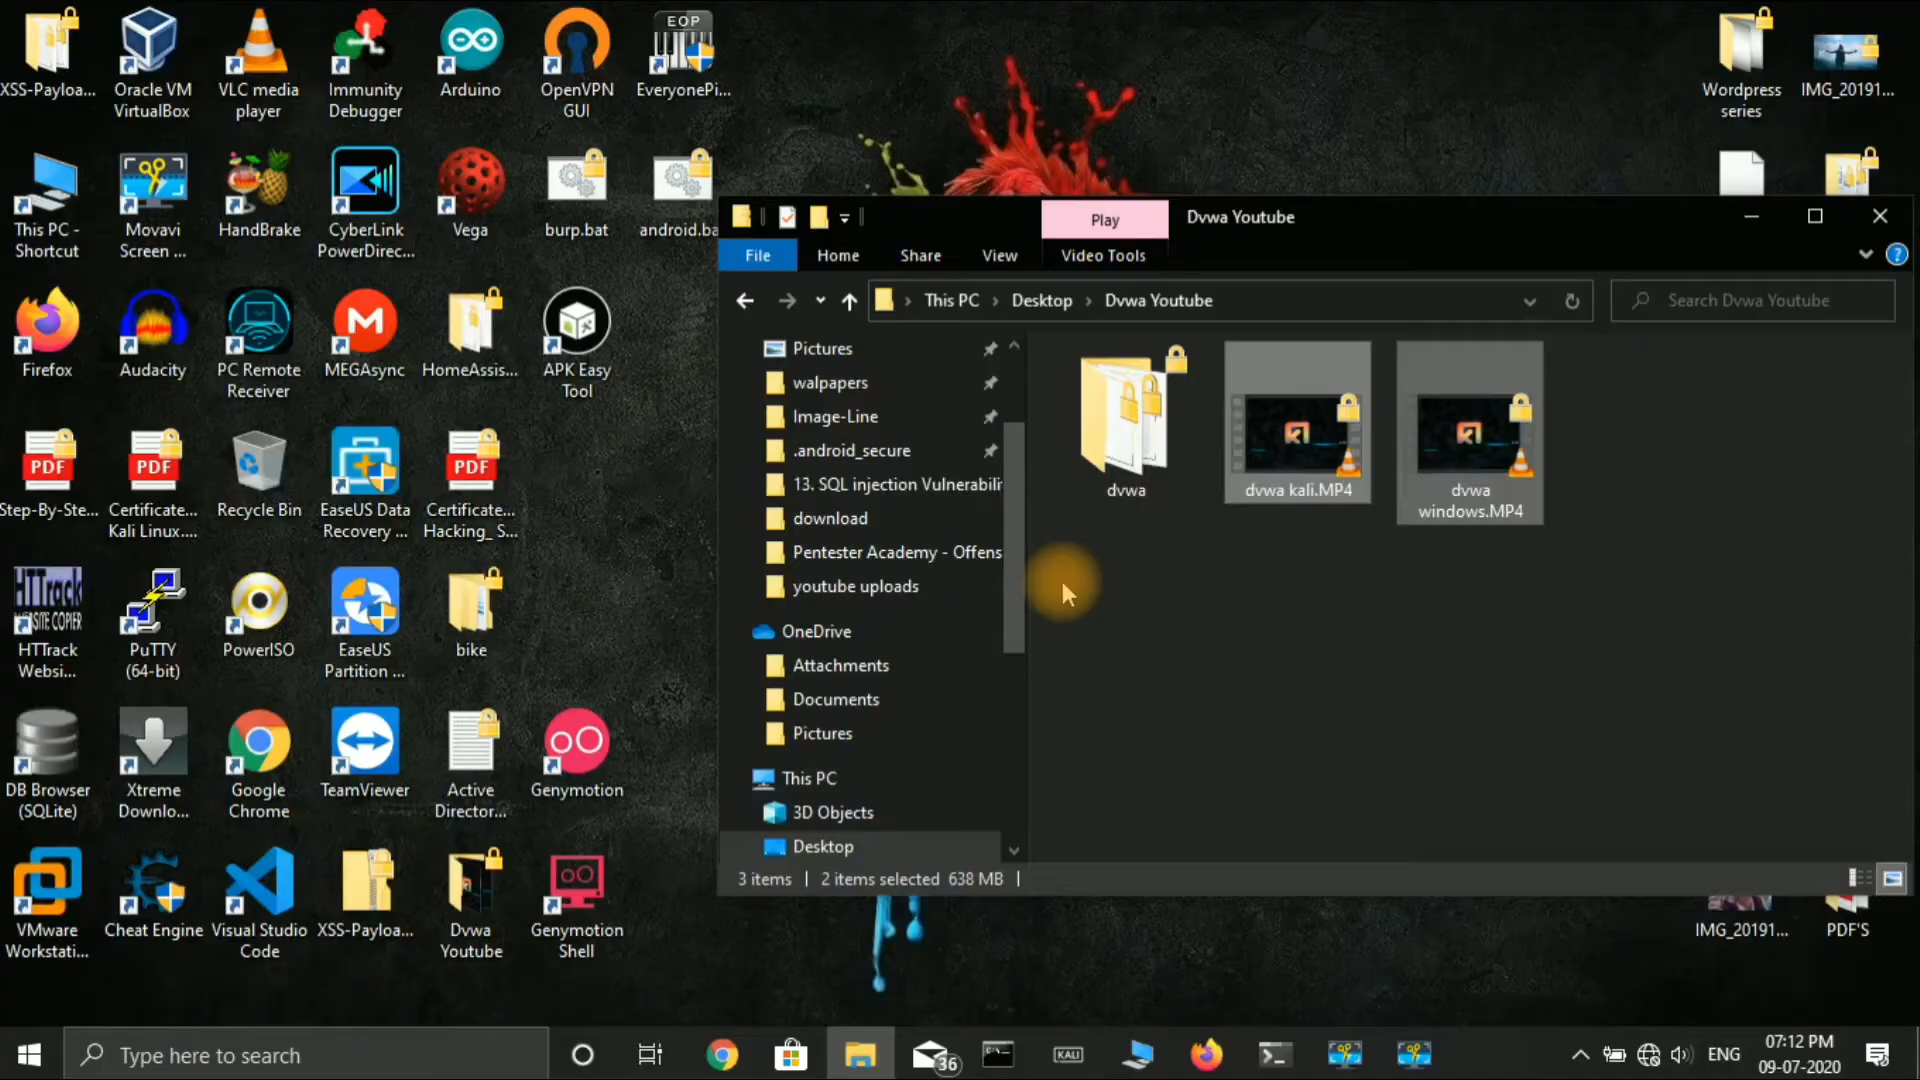 XSS-Payloa...
Oracle VM
VirtualBox
VLC media
player
Immunity
Debugger
Arduino
OpenVPN
GUI
EOP
EveryonePi...
Wordpress
series
IMG_20191...
This PC -
Shortcut
Movavi
Screen ...
HandBrake
CyberLink
PowerDirec...
Vega
burp.bat
android.ba
Firefox
Audacity
PC Remote
Receiver
MEGAsync
HomeAssis...
APK Easy
Tool
PDF
Step-By-Ste...
PDF
Certificate...
Kali Linux....
Recycle Bin
EaseUS Data
Recovery ...
PDF
Certificate...
Hacking_ S...
HTTrack
WEBSITE COPIER
HTTrack
Websi...
PuTTY
(64-bit)
PowerISO
EaseUS
Partition ...
bike
DB Browser
(SQLite)
Xtreme
Downlo...
Google
Chrome
TeamViewer
Active
Director...
Genymotion
VMware
Workstati...
Cheat Engine
Visual Studio
Code
XSS-Payloa...
Dvwa
Youtube
Genymotion
Shell
Play
Dvwa Youtube
File
Home
Share
View
Video Tools
This PC
Desktop
Dvwa Youtube
Search Dvwa Youtube
Pictures
walpapers
Image-Line
.android_secure
13. SQL injection Vulnerabili
download
Pentester Academy - Offens
youtube uploads
OneDrive
Attachments
Documents
Pictures
This PC
3D Objects
Desktop
dvwa
dvwa kali.MP4
dvwa
windows.MP4
3 items
2 items selected 638 MB
IMG_20191...
PDF'S
Type here to search
36
KALI
ENG
07:12 PM
09-07-2020